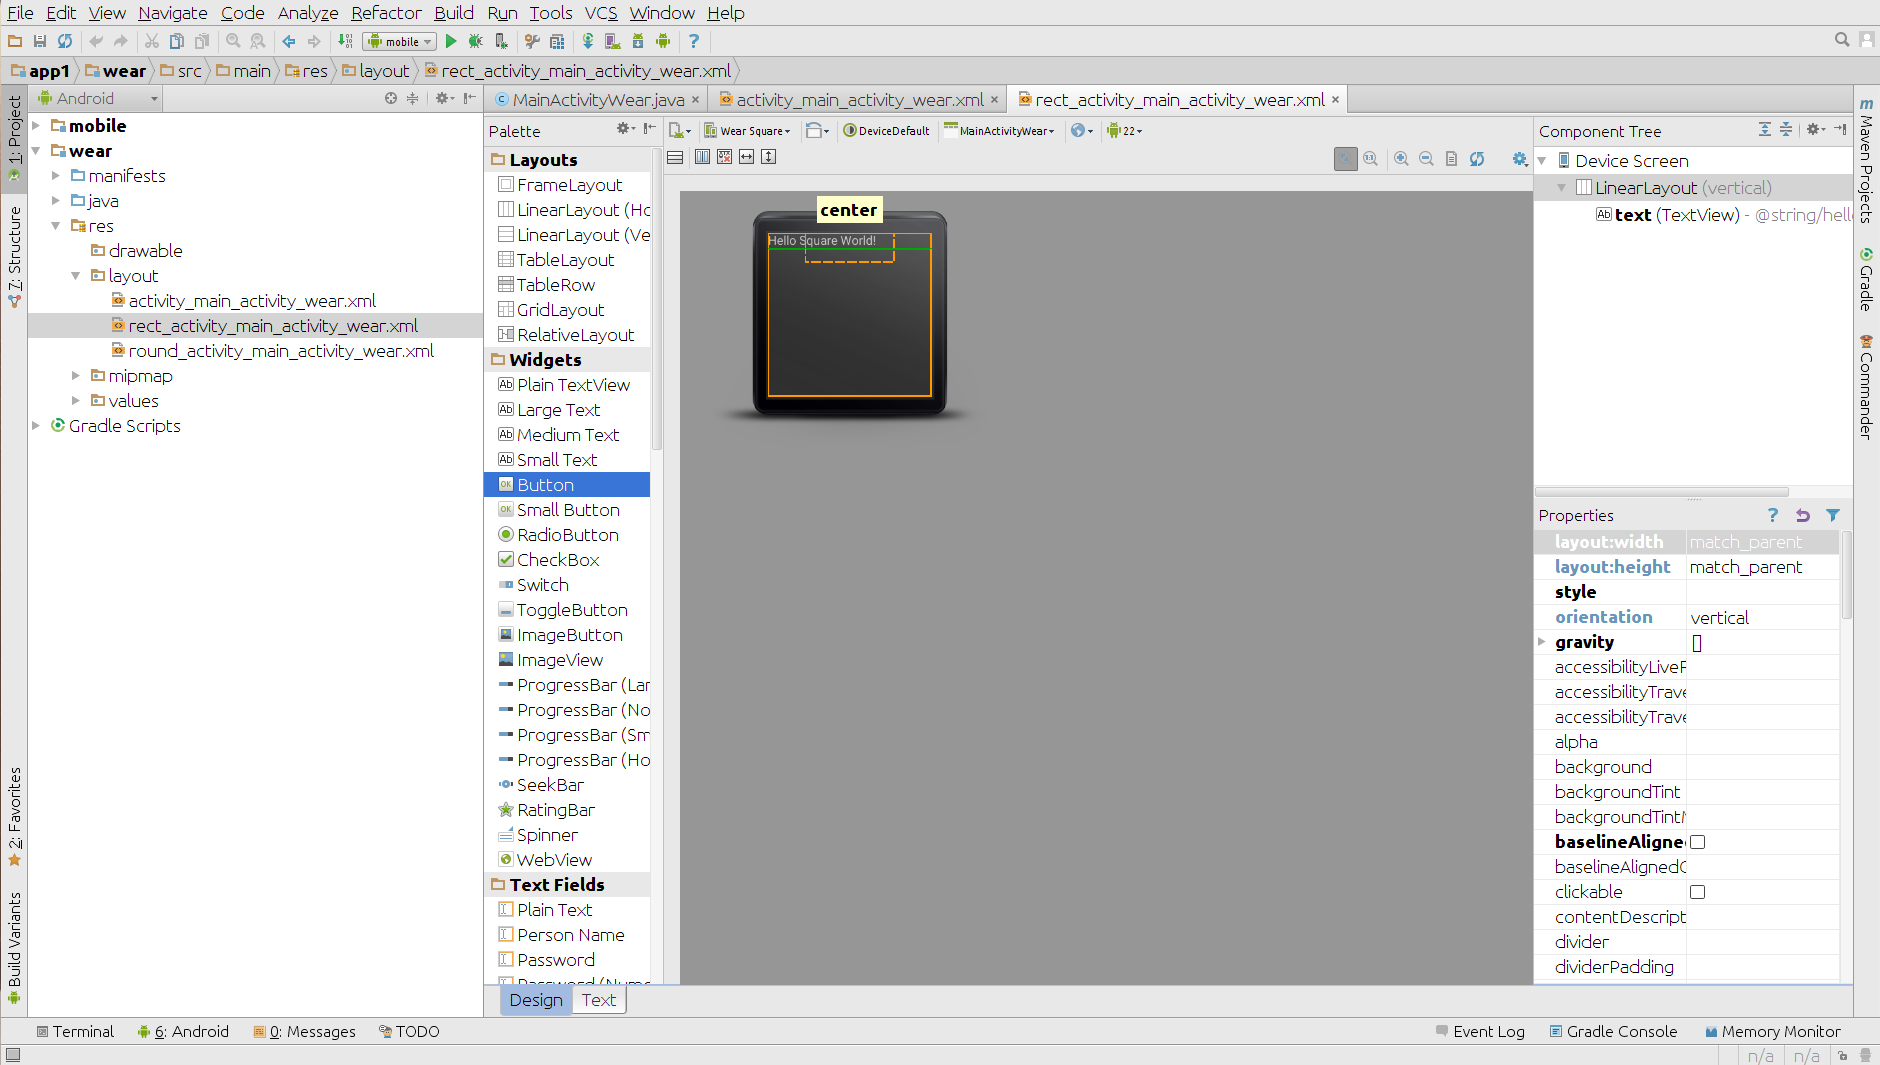 File Edit View Navigate Code Analyze Refactor Build Run Tools VCS Window Help
mobile
app1 wear src main res layout rect_activity_main_activity_wear.xml
1: Project
7: Structure
2: Favorites
Build Variants
Android
mobile
wear
manifests
java
res
drawable
layout
activity_main_activity_wear.xml
rect_activity_main_activity_wear.xml
round_activity_main_activity_wear.xml
mipmap
values
Gradle Scripts
MainActivityWear.java activity_main_activity_wear.xml rect_activity_main_activity_wear.xml
Palette
Layouts
FrameLayout
LinearLayout (Ho
LinearLayout (Ve
TableLayout
TableRow
GridLayout
RelativeLayout
Widgets
Plain TextView
Large Text
Medium Text
Small Text
Button
Small Button
RadioButton
CheckBox
Switch
ToggleButton
ImageButton
ImageView
ProgressBar (Lar
ProgressBar (No
ProgressBar (Sm
ProgressBar (Ho
SeekBar
RatingBar
Spinner
WebView
Text Fields
Plain Text
Person Name
Password
Password (Nume
Design Text
Wear Square DeviceDefault MainActivityWear 22
center
Hello Square World!
Component Tree
Device Screen
LinearLayout (vertical)
text (TextView) - @string/hell
Properties
layout:width match_parent
layout:height match_parent
style
orientation vertical
gravity []
accessibilityLiveR
accessibilityTrave
accessibilityTrave
alpha
background
backgroundTint
backgroundTintM
baselineAligned
baselineAlignedC
clickable
contentDescript
divider
dividerPadding
Maven Projects
Gradle
Commander
Terminal 6: Android 0: Messages TODO Event Log Gradle Console Memory Monitor
n/a n/a